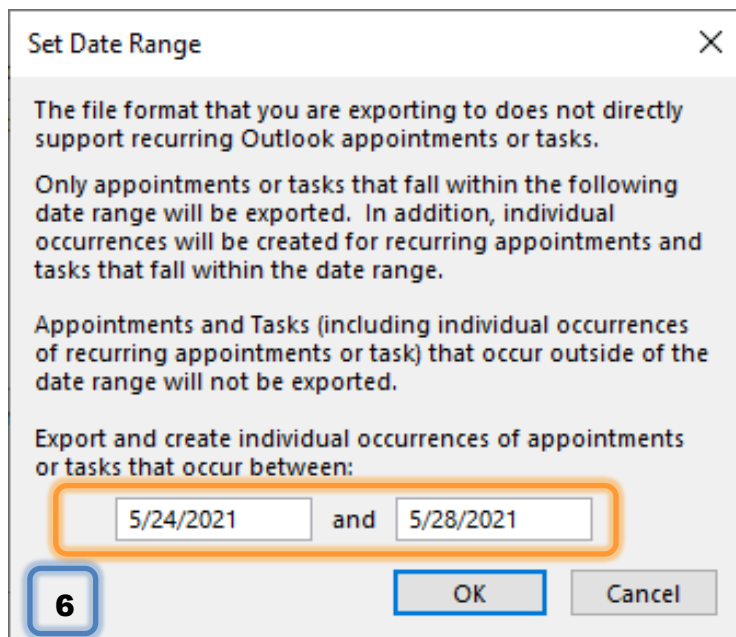 Set Date Range
The file format that you are exporting to does not directly
support recurring Outlook appointments or tasks.
Only appointments or tasks that fall within the following
date range will be exported.  In addition, individual
occurrences will be created for recurring appointments and
tasks that fall within the date range.
Appointments and Tasks (including individual occurrences
of recurring appointments or task) that occur outside of the
date range will not be exported.
Export and create individual occurrences of appointments
or tasks that occur between:
5/24/2021 and 5/28/2021
6 OK Cancel